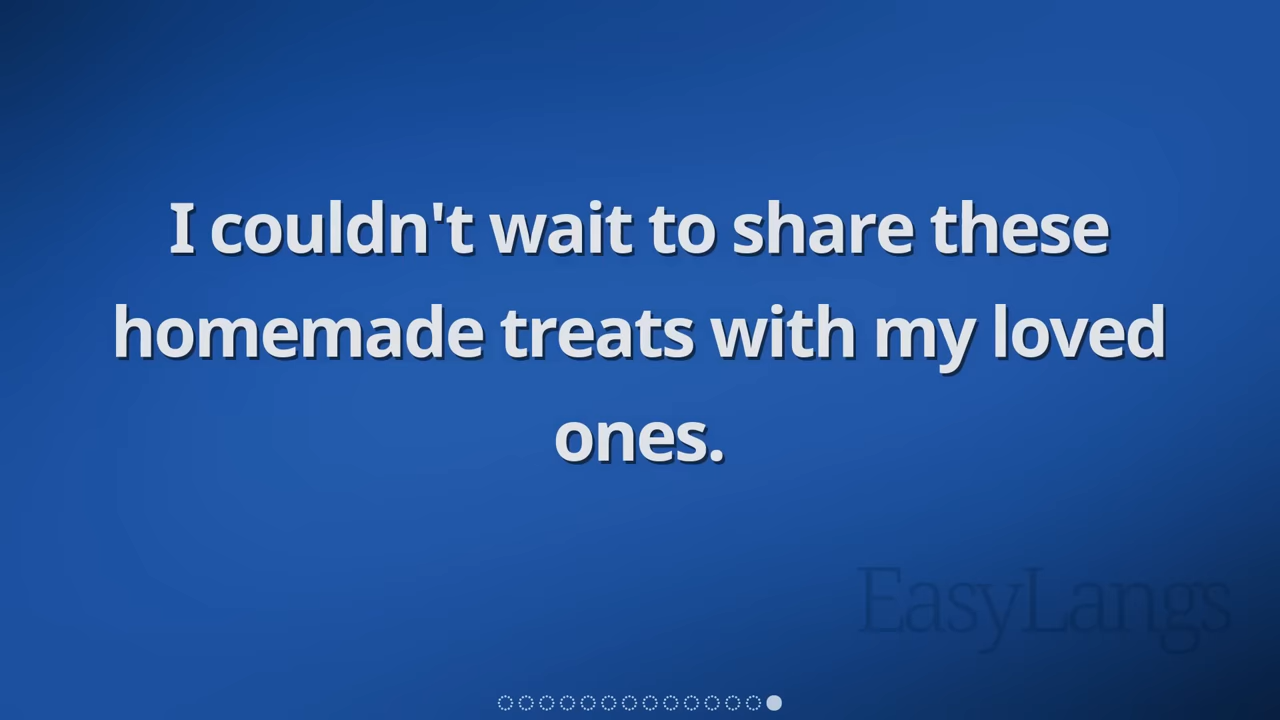 I couldn't wait to share these
homemade treats with my loved
ones.
EasyLangs